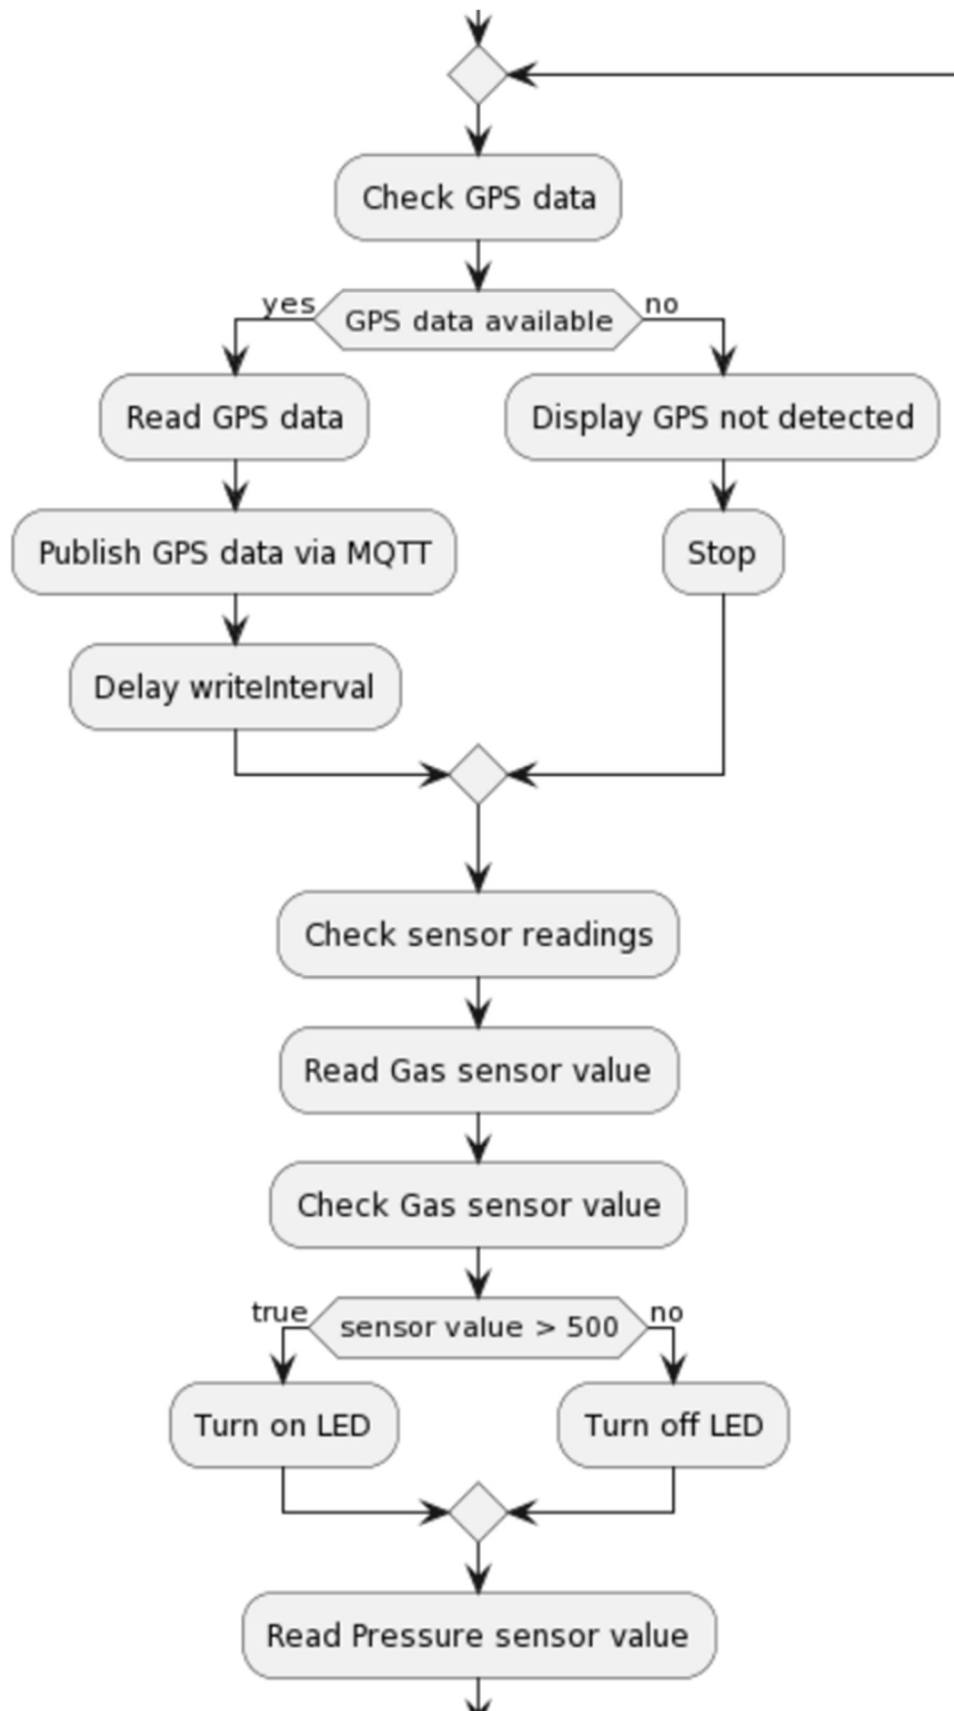 Check GPS data
yes
GPS data available
no
Read GPS data
Display GPS not detected
Publish GPS data via MQTT
Stop
Delay writeInterval
Check sensor readings
Read Gas sensor value
Check Gas sensor value
true
sensor value > 500
no
Turn on LED
Turn off LED
Read Pressure sensor value